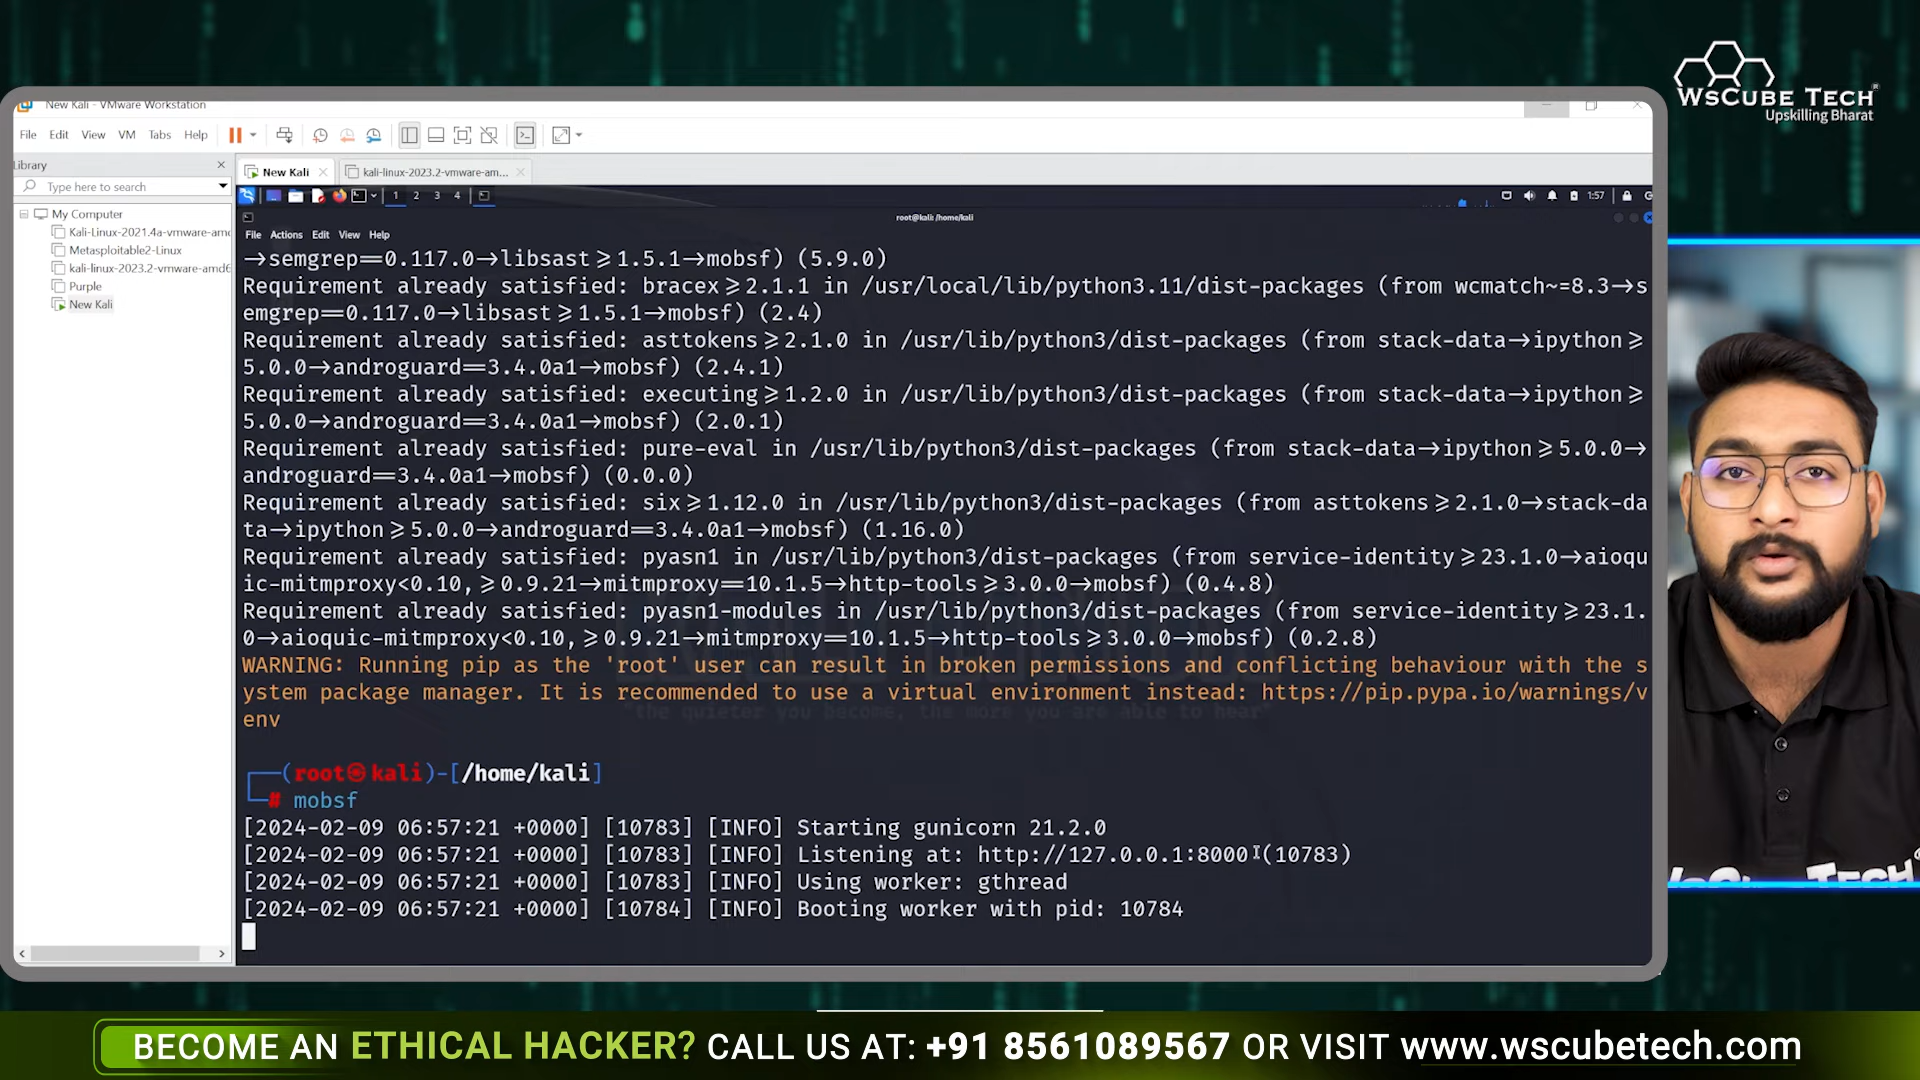 WsCube Tech
Upskilling Bharat
New Kali - VMware Workstation
File Edit View VM Tabs Help
Library
Type here to search
My Computer
Kali-Linux-2021.4a-vmware-amd
Metasploitable2-Linux
kali-linux-2023.2-vmware-amd6
Purple
New Kali
New Kali
kali-linux-2023.2-vmware-am...
1 2 3 4
1:57
root@kali: /home/kali
File Actions Edit View Help
→semgrep==0.117.0→libsast≥1.5.1→mobsf) (5.9.0)
Requirement already satisfied: bracex≥2.1.1 in /usr/local/lib/python3.11/dist-packages (from wcmatch~=8.3→s
emgrep==0.117.0→libsast≥1.5.1→mobsf) (2.4)
Requirement already satisfied: asttokens≥2.1.0 in /usr/lib/python3/dist-packages (from stack-data→ipython≥
5.0.0→androguard==3.4.0a1→mobsf) (2.4.1)
Requirement already satisfied: executing≥1.2.0 in /usr/lib/python3/dist-packages (from stack-data→ipython≥
5.0.0→androguard==3.4.0a1→mobsf) (2.0.1)
Requirement already satisfied: pure-eval in /usr/lib/python3/dist-packages (from stack-data→ipython≥5.0.0→
androguard==3.4.0a1→mobsf) (0.0.0)
Requirement already satisfied: six≥1.12.0 in /usr/lib/python3/dist-packages (from asttokens≥2.1.0→stack-da
ta→ipython≥5.0.0→androguard==3.4.0a1→mobsf) (1.16.0)
Requirement already satisfied: pyasn1 in /usr/lib/python3/dist-packages (from service-identity≥23.1.0→aioqu
ic-mitmproxy<0.10,≥0.9.21→mitmproxy==10.1.5→http-tools≥3.0.0→mobsf) (0.4.8)
Requirement already satisfied: pyasn1-modules in /usr/lib/python3/dist-packages (from service-identity≥23.1.
0→aioquic-mitmproxy<0.10,≥0.9.21→mitmproxy==10.1.5→http-tools≥3.0.0→mobsf) (0.2.8)
WARNING: Running pip as the 'root' user can result in broken permissions and conflicting behaviour with the s
ystem package manager. It is recommended to use a virtual environment instead: https://pip.pypa.io/warnings/v
env
"the quieter you become, the more you are able to hear"
(root㉿kali)-[/home/kali]
# mobsf
[2024-02-09 06:57:21 +0000] [10783] [INFO] Starting gunicorn 21.2.0
[2024-02-09 06:57:21 +0000] [10783] [INFO] Listening at: http://127.0.0.1:8000 (10783)
[2024-02-09 06:57:21 +0000] [10783] [INFO] Using worker: gthread
[2024-02-09 06:57:21 +0000] [10784] [INFO] Booting worker with pid: 10784
BECOME AN ETHICAL HACKER? CALL US AT: +91 8561089567 OR VISIT www.wscubetech.com